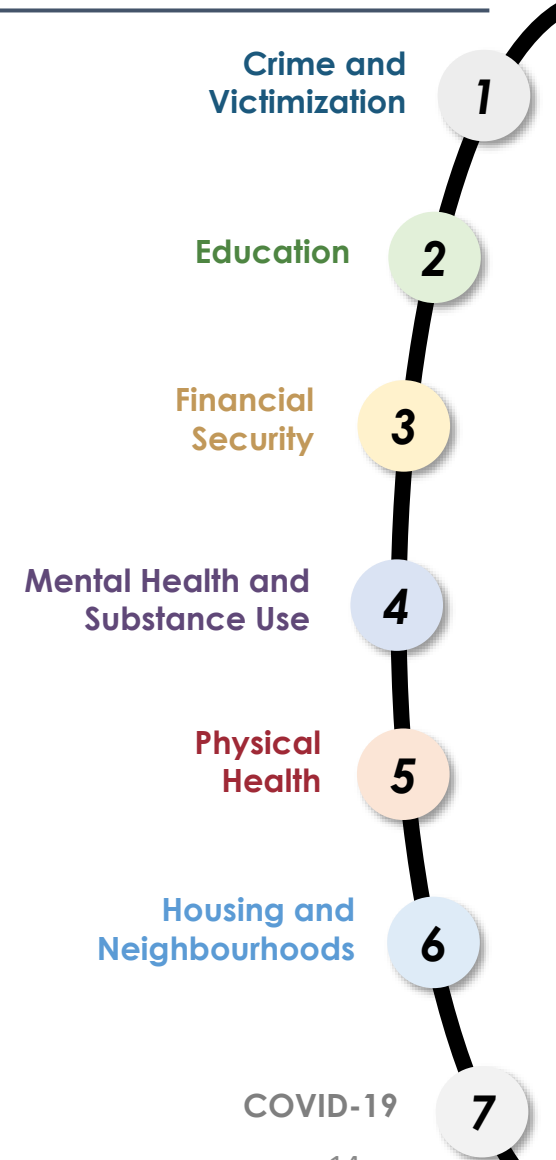 Crime and
Victimization
1
Education
2
Financial
Security
3
Mental Health and
Substance Use
4
Physical
Health
5
Housing and
Neighbourhoods
6
COVID-19
7